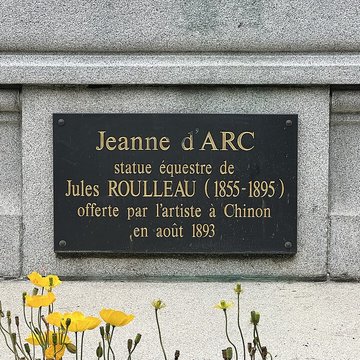 Jeanne d'ARC
statue équestre de
Jules ROULLEAU (1855-1895)
offerte par l'artiste à Chinon
en août 1893